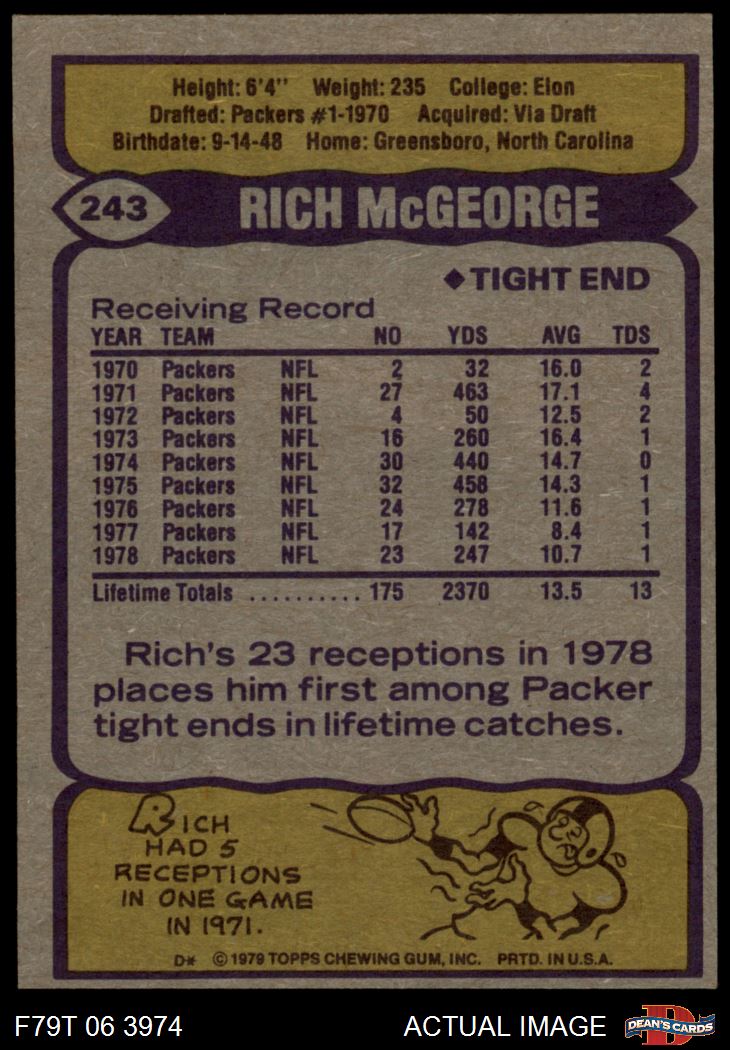 Height: 6'4" Weight: 235 College: Elon
Drafted: Packers #1-1970 Acquired: Via Draft
Birthdate: 9-14-48 Home: Greensboro, North Carolina
243 RICH McGEORGE
◆TIGHT END
Receiving Record
YEAR TEAM NO YDS AVG TDS
1970 Packers NFL 2 32 16.0 2
1971 Packers NFL 27 463 17.1 4
1972 Packers NFL 4 50 12.5 2
1973 Packers NFL 16 260 16.4 1
1974 Packers NFL 30 440 14.7 0
1975 Packers NFL 32 458 14.3 1
1976 Packers NFL 24 278 11.6 1
1977 Packers NFL 17 142 8.4 1
1978 Packers NFL 23 247 10.7 1
Lifetime Totals .......... 175 2370 13.5 13
Rich's 23 receptions in 1978
places him first among Packer
tight ends in lifetime catches.
RICH
HAD 5
RECEPTIONS
IN ONE GAME
IN 1971.
D* © 1979 TOPPS CHEWING GUM, INC. PRTD. IN U.S.A.
F79T 06 3974 ACTUAL IMAGE D DEAN'S CARDS